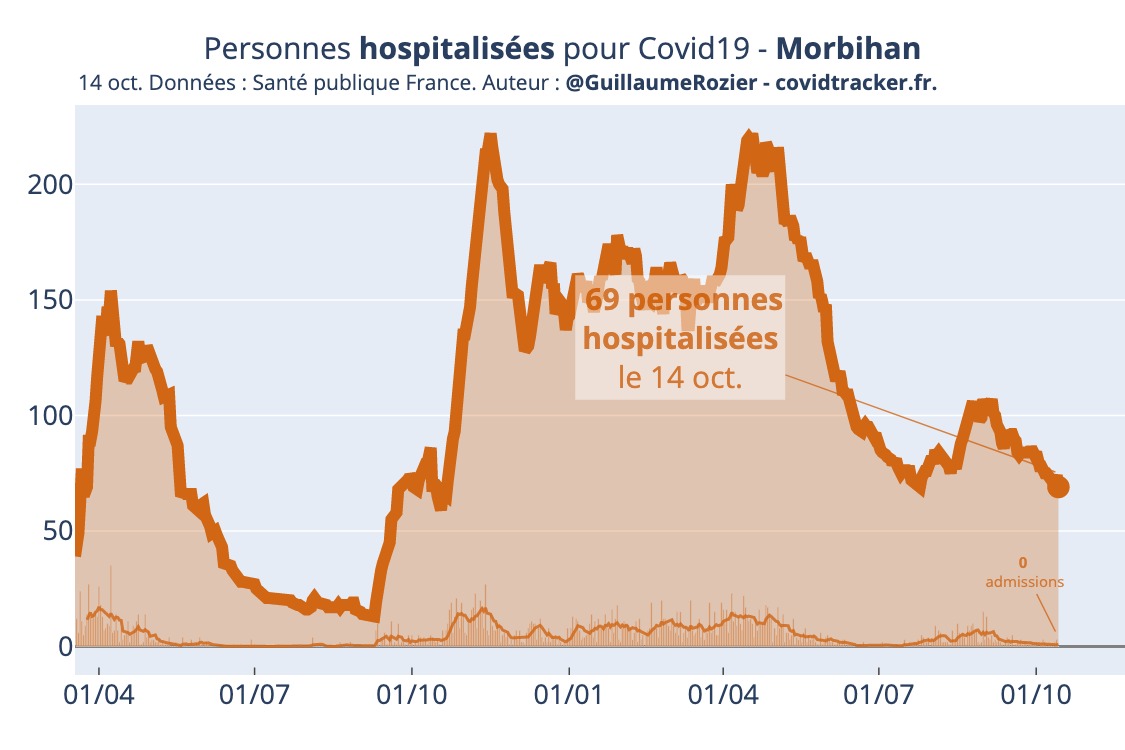 Personnes hospitalisées pour Covid19 - Morbihan
14 oct. Données : Santé publique France. Auteur : @GuillaumeRozier - covidtracker.fr.
200
150
100
50
0
69 personnes
hospitalisées
le 14 oct.
0
admissions
01/04 01/07 01/10 01/01 01/04 01/07 01/10